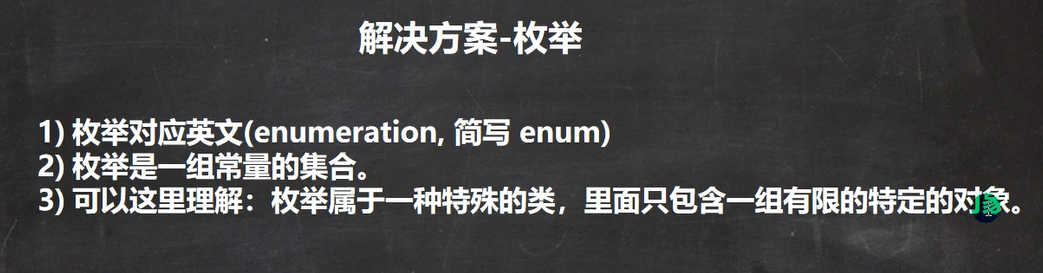 解决方案-枚举
1) 枚举对应英文(enumeration, 简写 enum)
2) 枚举是一组常量的集合。
3) 可以这里理解：枚举属于一种特殊的类，里面只包含一组有限的特定的对象。